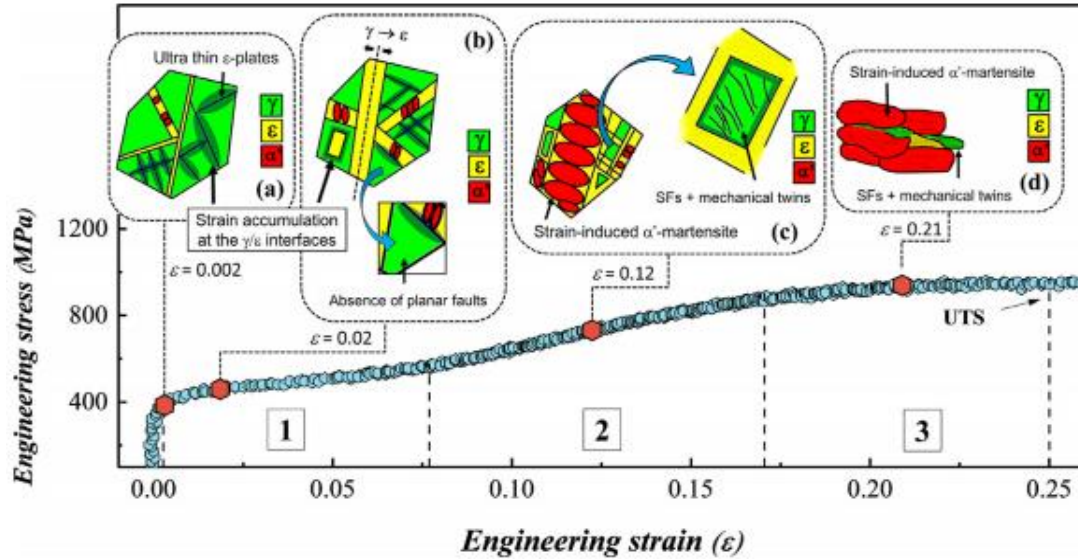 Ultra thin ε-plates
γ
ε
α'
(a)
Strain accumulation
at the γ/ε interfaces
ε = 0.002
γ → ε
(b)
γ
ε
α'
Absence of planar faults
ε = 0.02
γ
ε
α'
SFs + mechanical twins
Strain-induced α'-martensite
(c)
ε = 0.12
Strain-induced α'-martensite
γ
ε
α'
(d)
SFs + mechanical twins
ε = 0.21
UTS
1
2
3
Engineering stress (MPa)
1200
800
400
0.00
0.05
0.10
0.15
0.20
0.25
Engineering strain (ε)